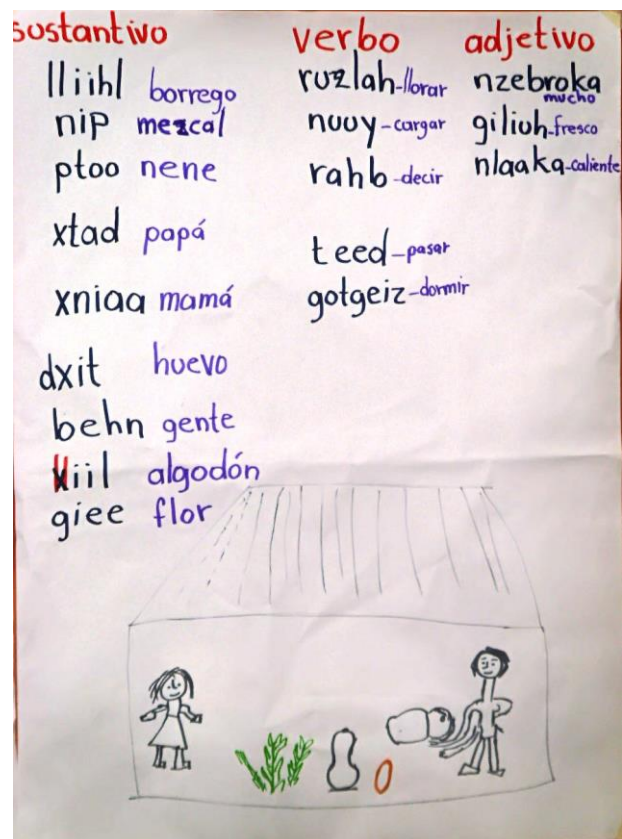 sustantivo verbo adjetivo
lliihl borrego ruzlah-llorar nzebroka mucho
nip mezcal nuuy-cargar giliuh-fresco
ptoo nene rahb-decir nlaaka-caliente
xtad papá teed-pasar
xniaa mamá gotgeiz-dormir
dxit huevo
behn gente
xiil algodón
giee flor